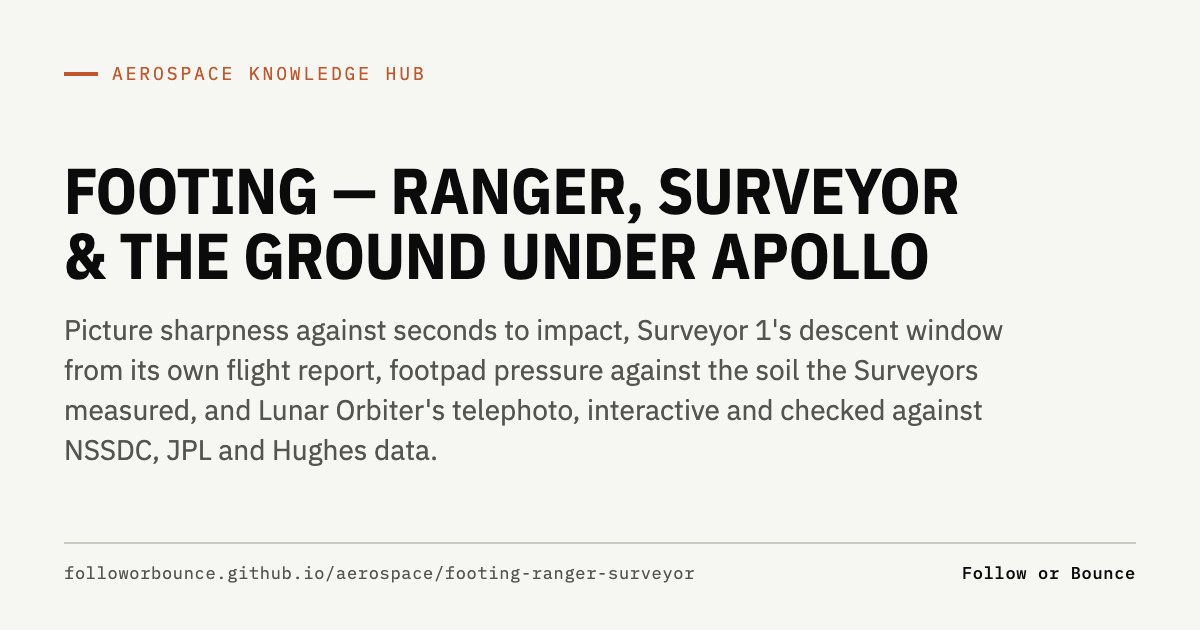 AEROSPACE KNOWLEDGE HUB
FOOTING — RANGER, SURVEYOR
& THE GROUND UNDER APOLLO
Picture sharpness against seconds to impact, Surveyor 1's descent window
from its own flight report, footpad pressure against the soil the Surveyors
measured, and Lunar Orbiter's telephoto, interactive and checked against
NSSDC, JPL and Hughes data.
followorbounce.github.io/aerospace/footing-ranger-surveyor
Follow or Bounce